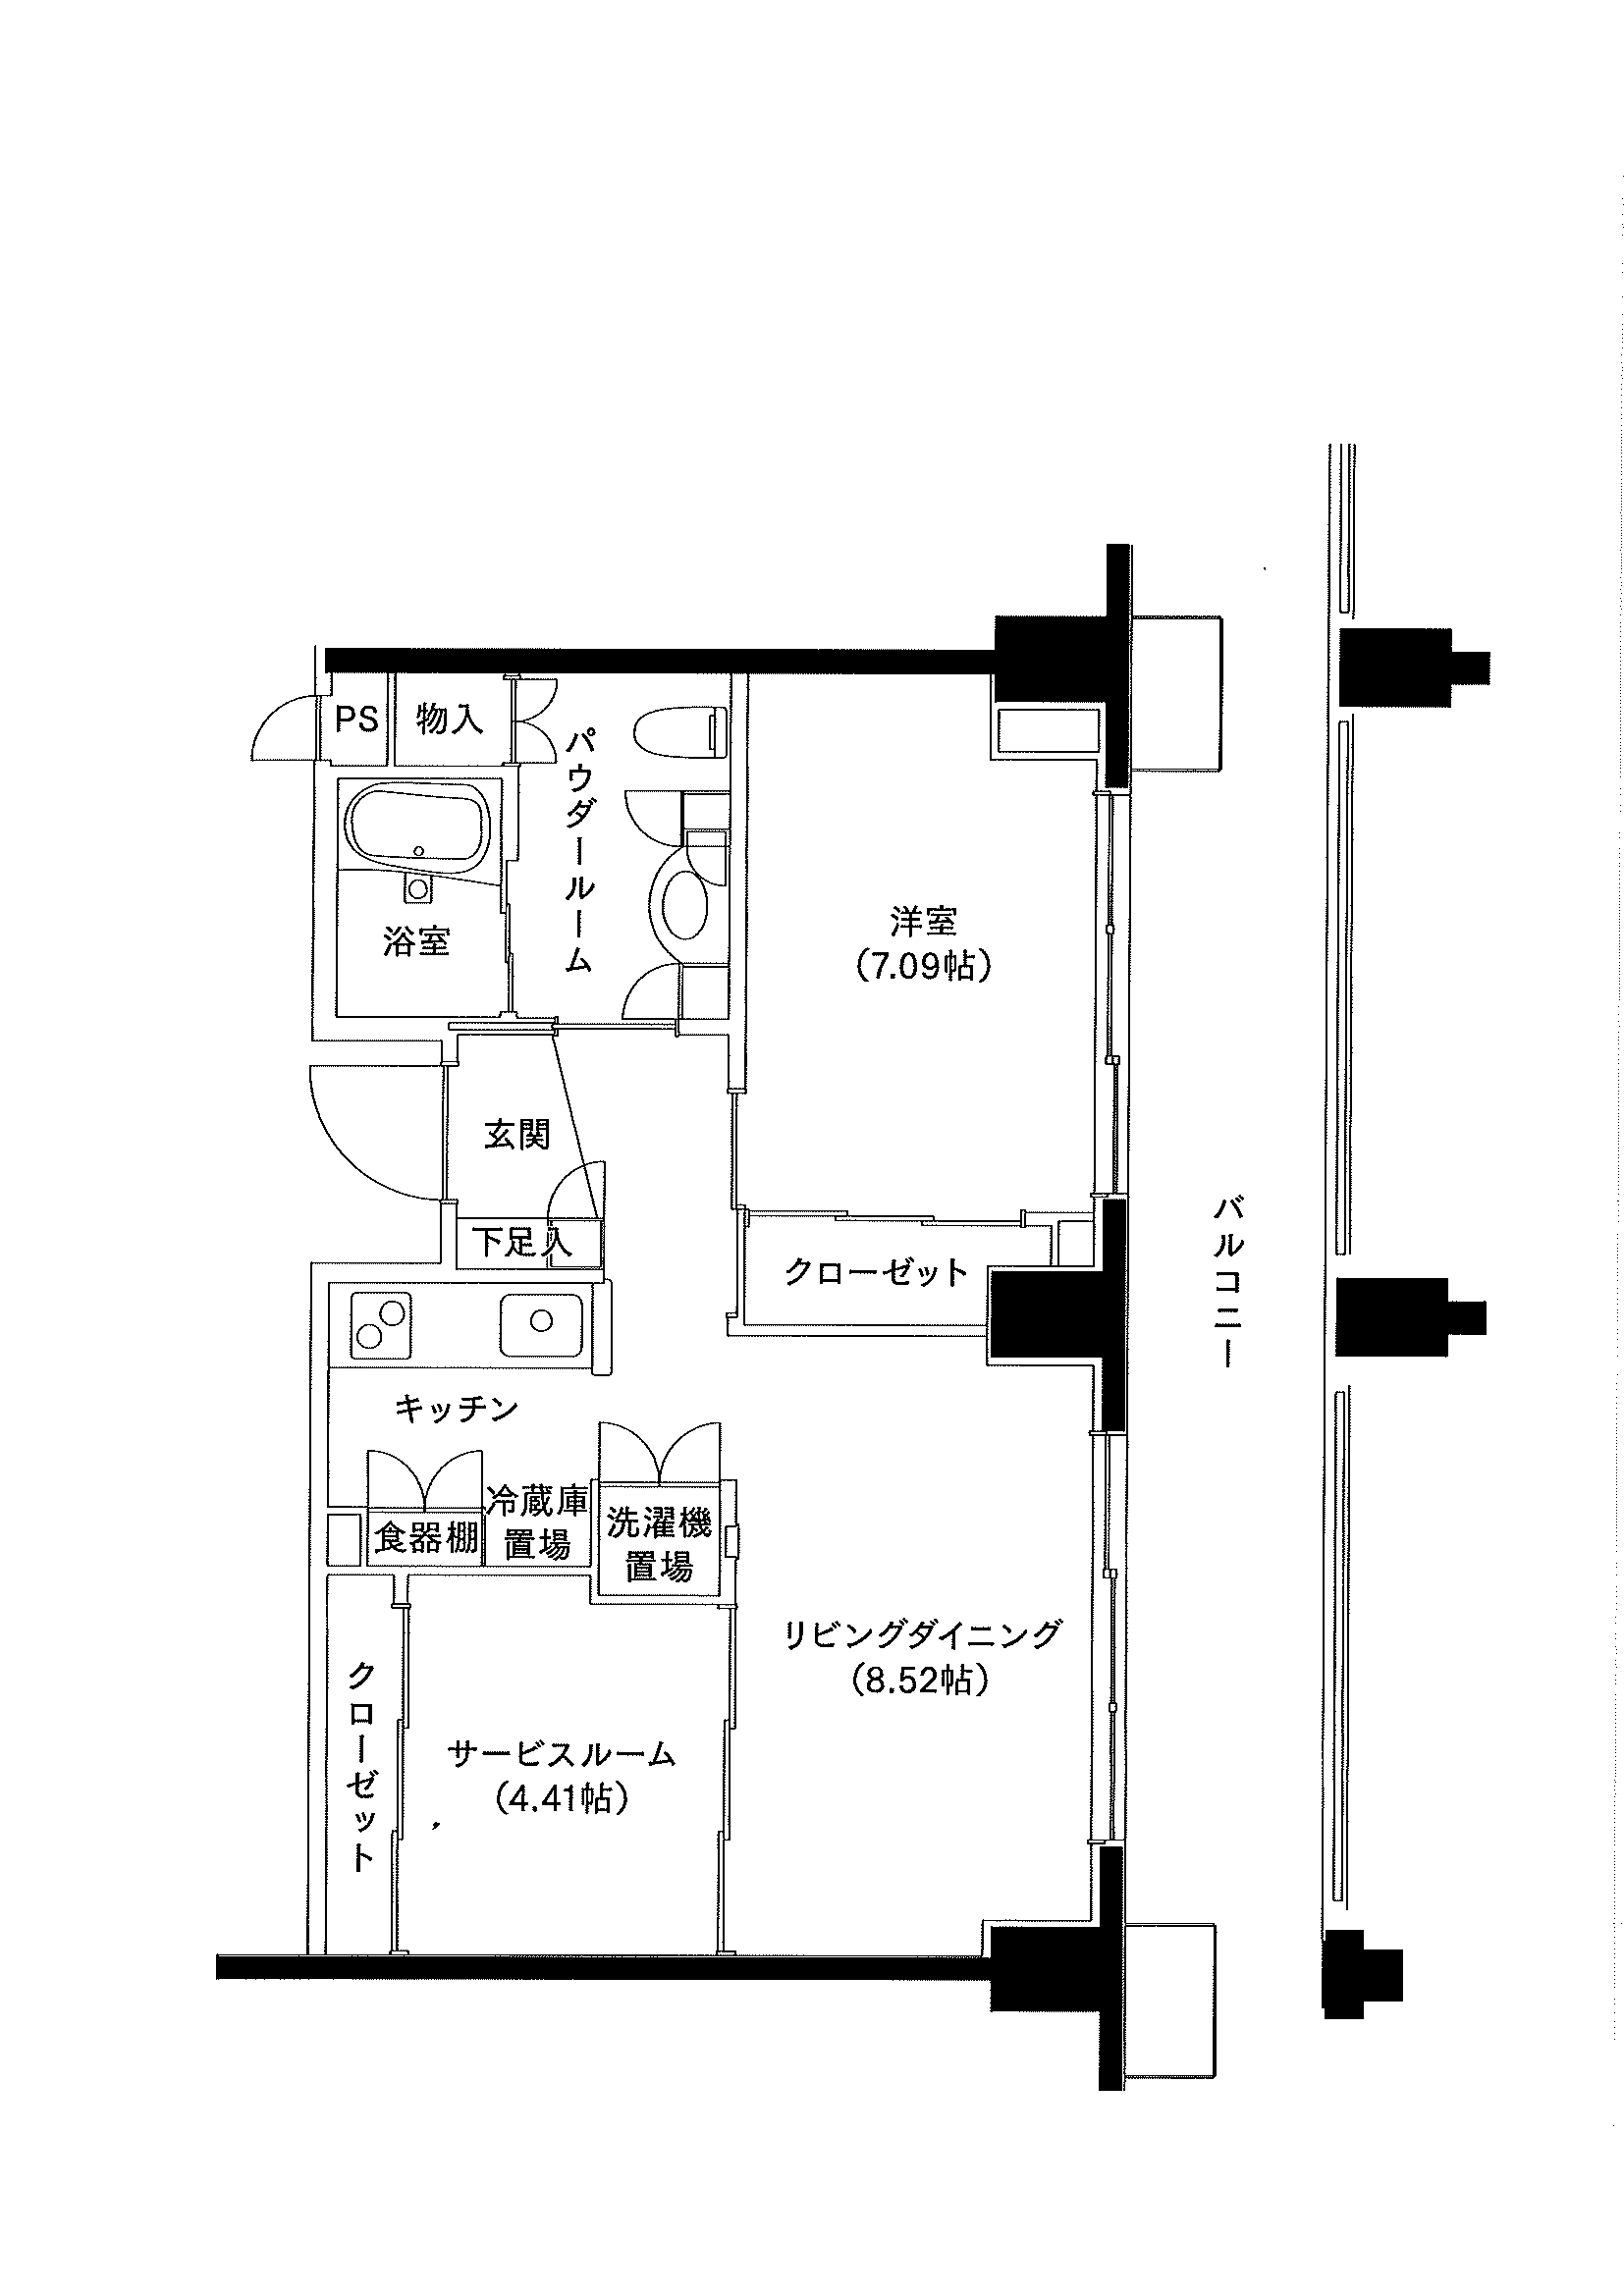 PS
物入
パウダールーム
浴室
洋室
(7.09帖)
玄関
下足入
クローゼット
バルコニー
キッチン
食器棚
冷蔵庫
置場
洗濯機
置場
リビングダイニング
(8.52帖)
クローゼット
サービスルーム
(4.41帖)